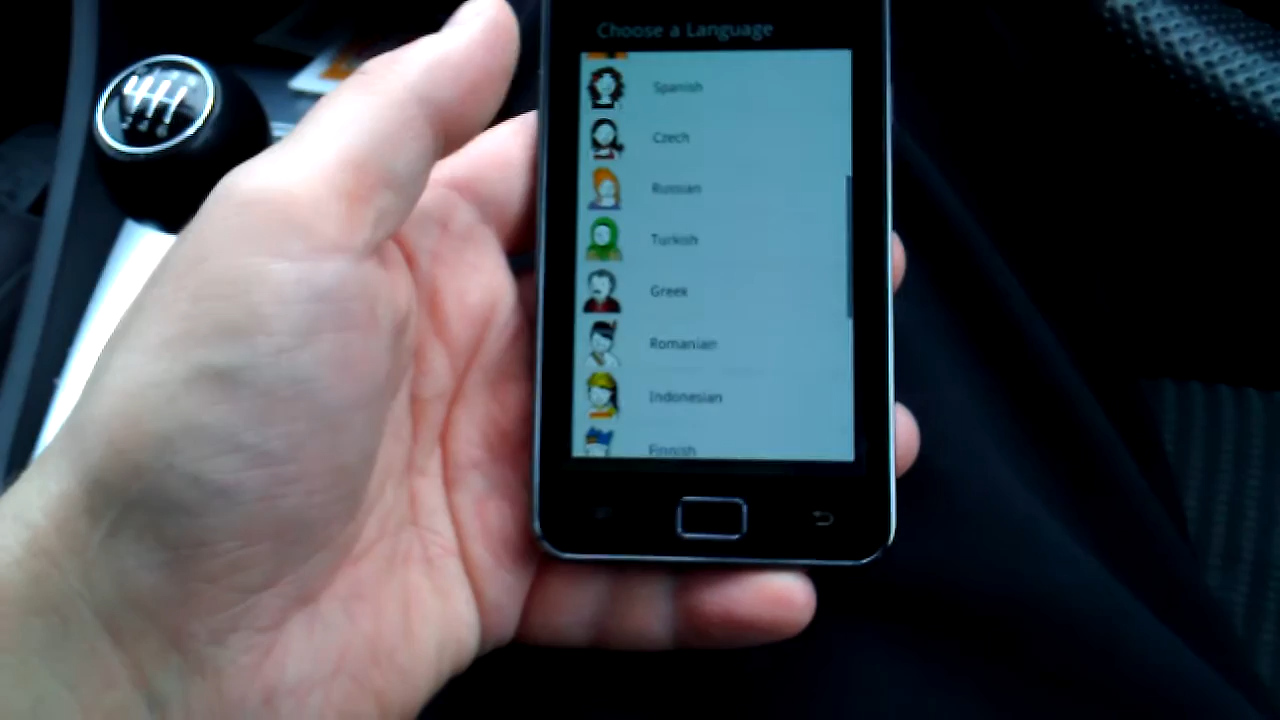 Choose a Language
Spanish
Czech
Russian
Turkish
Greek
Romanian
Indonesian
Finnish